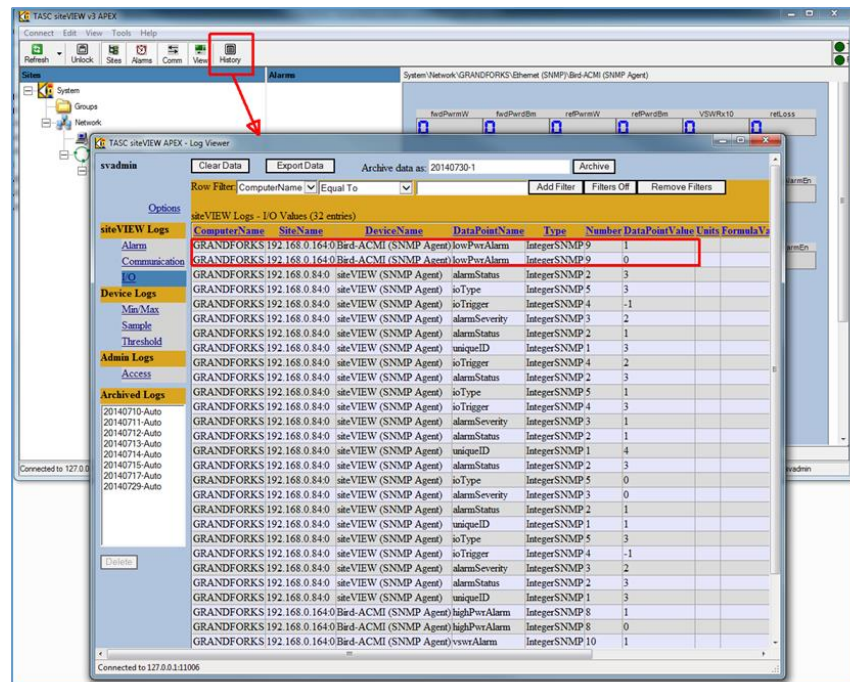 TASC siteVIEW v3 APEX
Connect Edit View Tools Help
Refresh Unlock Sites Alarms Comm View History
Sites Alarms System\Network\GRANDFORKS\Ethernet (SNMP)\Bird-ACMI (SNMP Agent)
System
Groups
Network
fwdPwrmW fwdPwrdBm refPwrmW refPwrdBm VSWRx10 retLoss
0 0 0 0 0 0
TASC siteVIEW APEX - Log Viewer
svadmin Clear Data Export Data Archive data as: 20140730-1 Archive
Row Filter: ComputerName Equal To Add Filter Filters Off Remove Filters
Options
siteVIEW Logs - I/O Values (32 entries)
siteVIEW Logs
Alarm
Communication
I/O
Device Logs
Min/Max
Sample
Threshold
Admin Logs
Access
Archived Logs
20140710-Auto
20140711-Auto
20140712-Auto
20140713-Auto
20140714-Auto
20140715-Auto
20140717-Auto
20140729-Auto
Delete
ComputerName SiteName DeviceName DataPointName Type Number DataPointValue Units FormulaVa
GRANDFORKS 192.168.0.164:0 Bird-ACMI (SNMP Agent) lowPwrAlarm IntegerSNMP 9 1
GRANDFORKS 192.168.0.164:0 Bird-ACMI (SNMP Agent) lowPwrAlarm IntegerSNMP 9 0
GRANDFORKS 192.168.0.84:0 siteVIEW (SNMP Agent) alarmStatus IntegerSNMP 2 3
GRANDFORKS 192.168.0.84:0 siteVIEW (SNMP Agent) ioType IntegerSNMP 5 3
GRANDFORKS 192.168.0.84:0 siteVIEW (SNMP Agent) ioTrigger IntegerSNMP 4 -1
GRANDFORKS 192.168.0.84:0 siteVIEW (SNMP Agent) alarmSeverity IntegerSNMP 3 2
GRANDFORKS 192.168.0.84:0 siteVIEW (SNMP Agent) alarmStatus IntegerSNMP 2 1
GRANDFORKS 192.168.0.84:0 siteVIEW (SNMP Agent) uniqueID IntegerSNMP 1 3
GRANDFORKS 192.168.0.84:0 siteVIEW (SNMP Agent) ioTrigger IntegerSNMP 4 2
GRANDFORKS 192.168.0.84:0 siteVIEW (SNMP Agent) alarmStatus IntegerSNMP 2 3
GRANDFORKS 192.168.0.84:0 siteVIEW (SNMP Agent) ioType IntegerSNMP 5 1
GRANDFORKS 192.168.0.84:0 siteVIEW (SNMP Agent) ioTrigger IntegerSNMP 4 3
GRANDFORKS 192.168.0.84:0 siteVIEW (SNMP Agent) alarmSeverity IntegerSNMP 3 1
GRANDFORKS 192.168.0.84:0 siteVIEW (SNMP Agent) alarmStatus IntegerSNMP 2 1
GRANDFORKS 192.168.0.84:0 siteVIEW (SNMP Agent) uniqueID IntegerSNMP 1 4
GRANDFORKS 192.168.0.84:0 siteVIEW (SNMP Agent) alarmStatus IntegerSNMP 2 3
GRANDFORKS 192.168.0.84:0 siteVIEW (SNMP Agent) ioType IntegerSNMP 5 0
GRANDFORKS 192.168.0.84:0 siteVIEW (SNMP Agent) alarmSeverity IntegerSNMP 3 0
GRANDFORKS 192.168.0.84:0 siteVIEW (SNMP Agent) alarmStatus IntegerSNMP 2 1
GRANDFORKS 192.168.0.84:0 siteVIEW (SNMP Agent) uniqueID IntegerSNMP 1 1
GRANDFORKS 192.168.0.84:0 siteVIEW (SNMP Agent) ioType IntegerSNMP 5 3
GRANDFORKS 192.168.0.84:0 siteVIEW (SNMP Agent) ioTrigger IntegerSNMP 4 -1
GRANDFORKS 192.168.0.84:0 siteVIEW (SNMP Agent) alarmSeverity IntegerSNMP 3 2
GRANDFORKS 192.168.0.84:0 siteVIEW (SNMP Agent) alarmStatus IntegerSNMP 2 3
GRANDFORKS 192.168.0.84:0 siteVIEW (SNMP Agent) uniqueID IntegerSNMP 1 3
GRANDFORKS 192.168.0.164:0 Bird-ACMI (SNMP Agent) highPwrAlarm IntegerSNMP 8 1
GRANDFORKS 192.168.0.164:0 Bird-ACMI (SNMP Agent) highPwrAlarm IntegerSNMP 8 0
GRANDFORKS 192.168.0.164:0 Bird-ACMI (SNMP Agent) vswrAlarm IntegerSNMP 10 1
Connected to 127.0.0.1:11006
larmEn
armEn
Connected to 127.0.0
svadmin